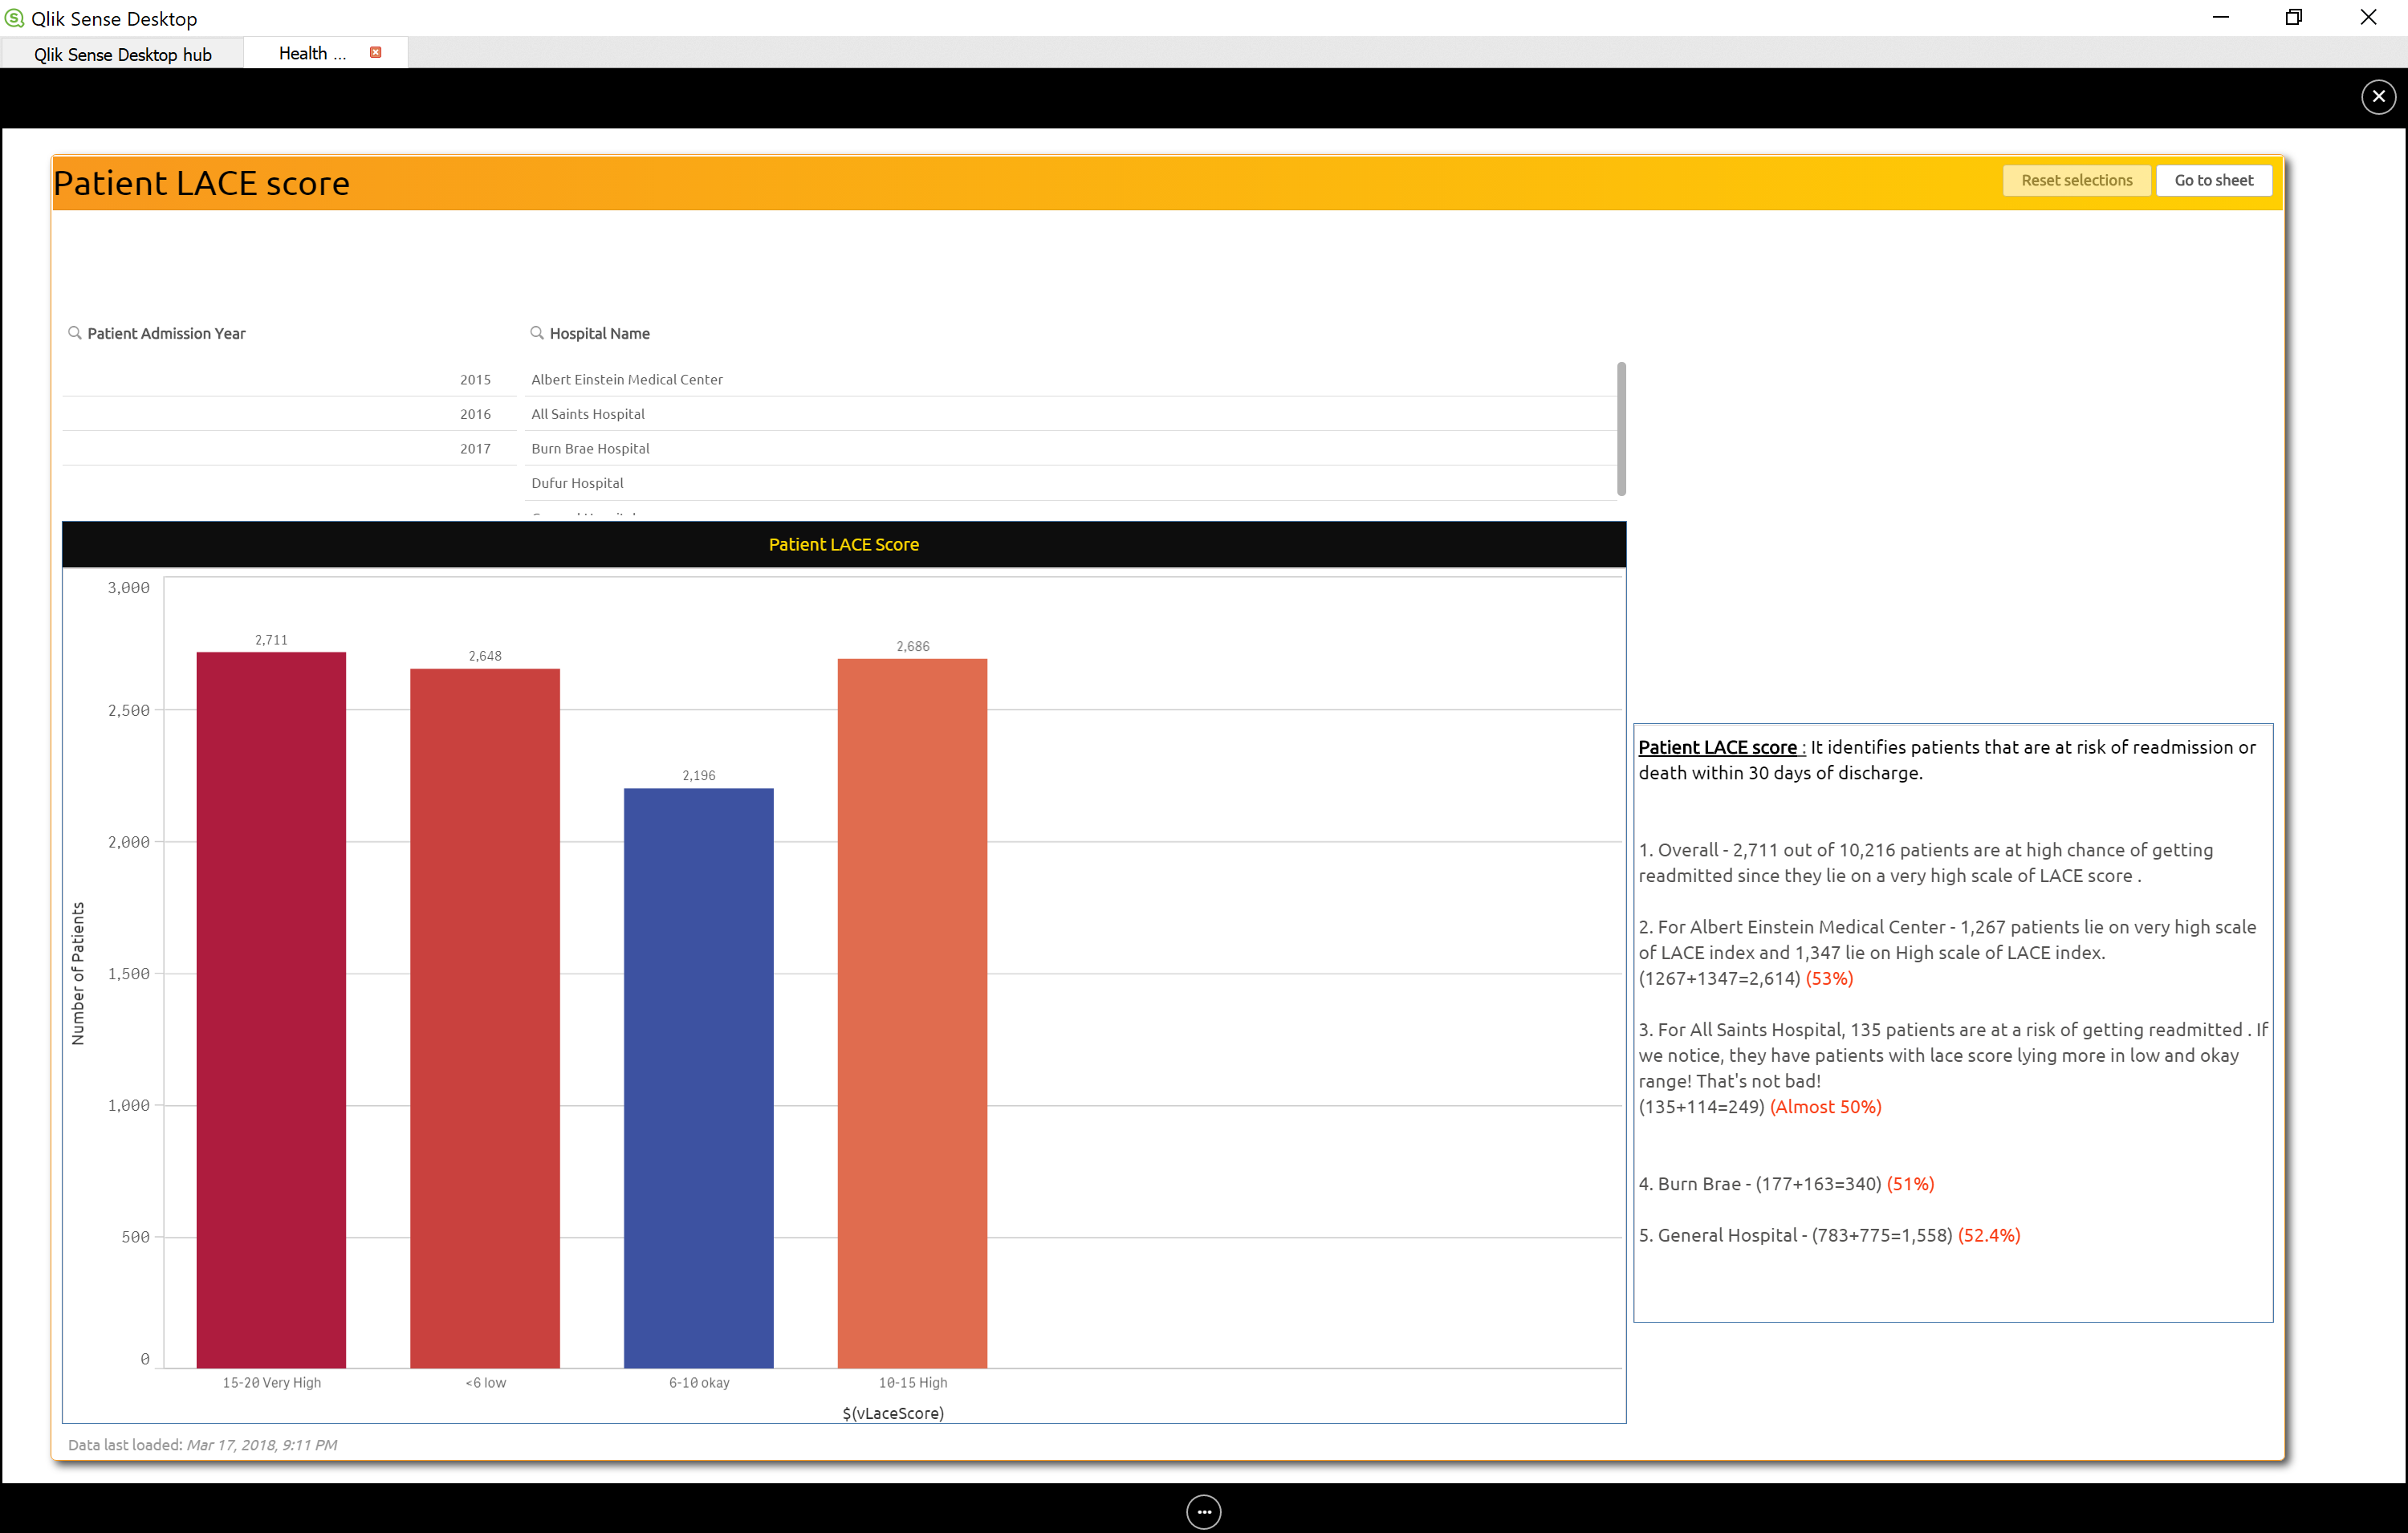 Qlik Sense Desktop
Qlik Sense Desktop hub
Health ...
Patient LACE score
Reset selections
Go to sheet
Patient Admission Year
2015
2016
2017
Hospital Name
Albert Einstein Medical Center
All Saints Hospital
Burn Brae Hospital
Dufur Hospital
Patient LACE Score
3,000
2,500
2,000
1,500
1,000
500
0
Number of Patients
2,711
2,648
2,196
2,686
15-20 Very High
<6 low
6-10 okay
10-15 High
$(vLaceScore)
Patient LACE score : It identifies patients that are at risk of readmission or
death within 30 days of discharge.
1. Overall - 2,711 out of 10,216 patients are at high chance of getting
readmitted since they lie on a very high scale of LACE score .
2. For Albert Einstein Medical Center - 1,267 patients lie on very high scale
of LACE index and 1,347 lie on High scale of LACE index.
(1267+1347=2,614) (53%)
3. For All Saints Hospital, 135 patients are at a risk of getting readmitted . If
we notice, they have patients with lace score lying more in low and okay
range! That's not bad!
(135+114=249) (Almost 50%)
4. Burn Brae - (177+163=340) (51%)
5. General Hospital - (783+775=1,558) (52.4%)
Data last loaded: Mar 17, 2018, 9:11 PM